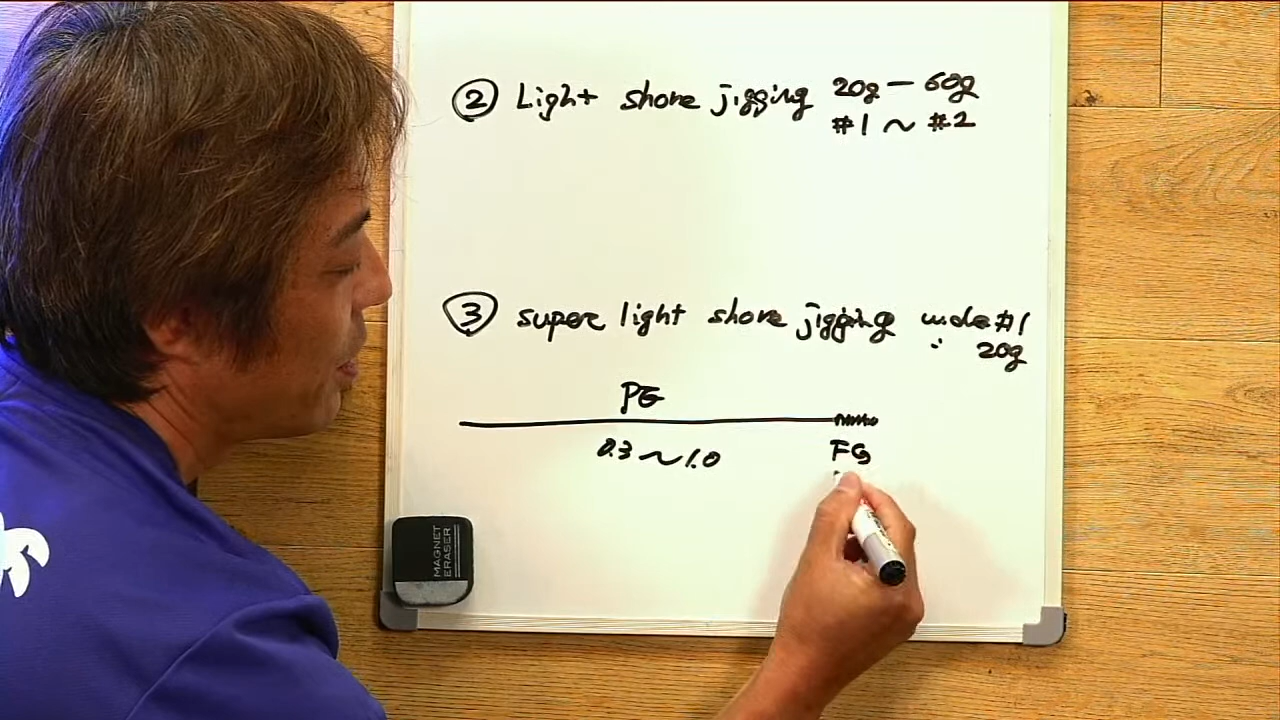 ② Light shore jigging 20g - 60g
#1 ~ #2
③ super light shore jigging #1
20g
PE
0.3 ~ 1.0
FG
MAGNET
ERASER